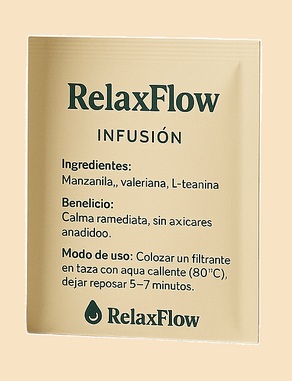 RelaxFlow
INFUSIÓN
Ingredientes:
Manzanila,, valeriana, L-teanina
Benelicio:
Calma ramediata, sin axicares
anadidoo.
Modo de uso: Colozar un filtrante
en taza con aqua callente (80°C),
dejar reposar 5–7 minutos.
RelaxFlow